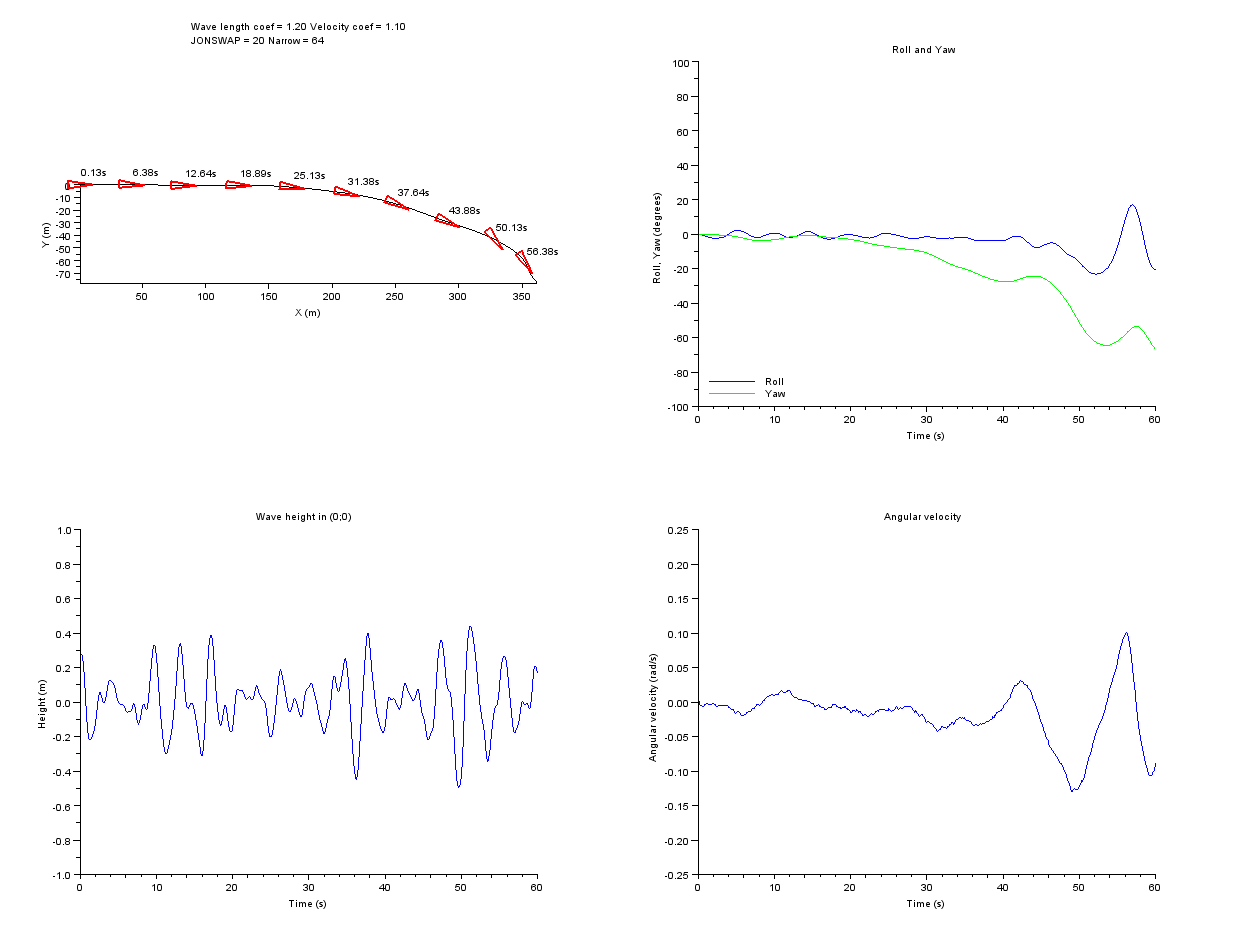 Wave length coef = 1.20 Velocity coef = 1.10
JONSWAP = 20 Narrow = 64
0.13s 6.38s 12.64s 18.89s 25.13s 31.38s 37.64s 43.88s 50.13s 56.38s
Y (m)
0
-10
-20
-30
-40
-50
-60
-70
50 100 150 200 250 300 350
X (m)
Roll and Yaw
Roll, Yaw (degrees)
100
80
60
40
20
0
-20
-40
-60
-80
-100
Roll
Yaw
0 10 20 30 40 50 60
Time (s)
Wave height in (0;0)
Height (m)
1.0
0.8
0.6
0.4
0.2
0.0
-0.2
-0.4
-0.6
-0.8
-1.0
0 10 20 30 40 50 60
Time (s)
Angular velocity
Angular velocity (rad/s)
0.25
0.20
0.15
0.10
0.05
0.00
-0.05
-0.10
-0.15
-0.20
-0.25
0 10 20 30 40 50 60
Time (s)